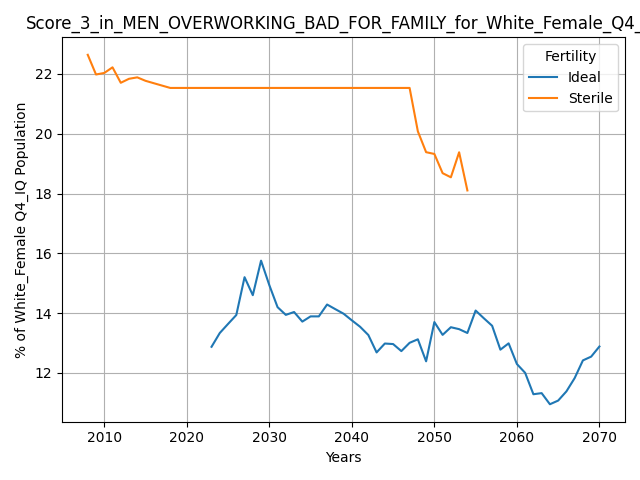 Score_3_in_MEN_OVERWORKING_BAD_FOR_FAMILY_for_White_Female_Q4_
Fertility
Ideal
Sterile
% of White_Female Q4_IQ Population
22
20
18
16
14
12
2010
2020
2030
2040
2050
2060
2070
Years